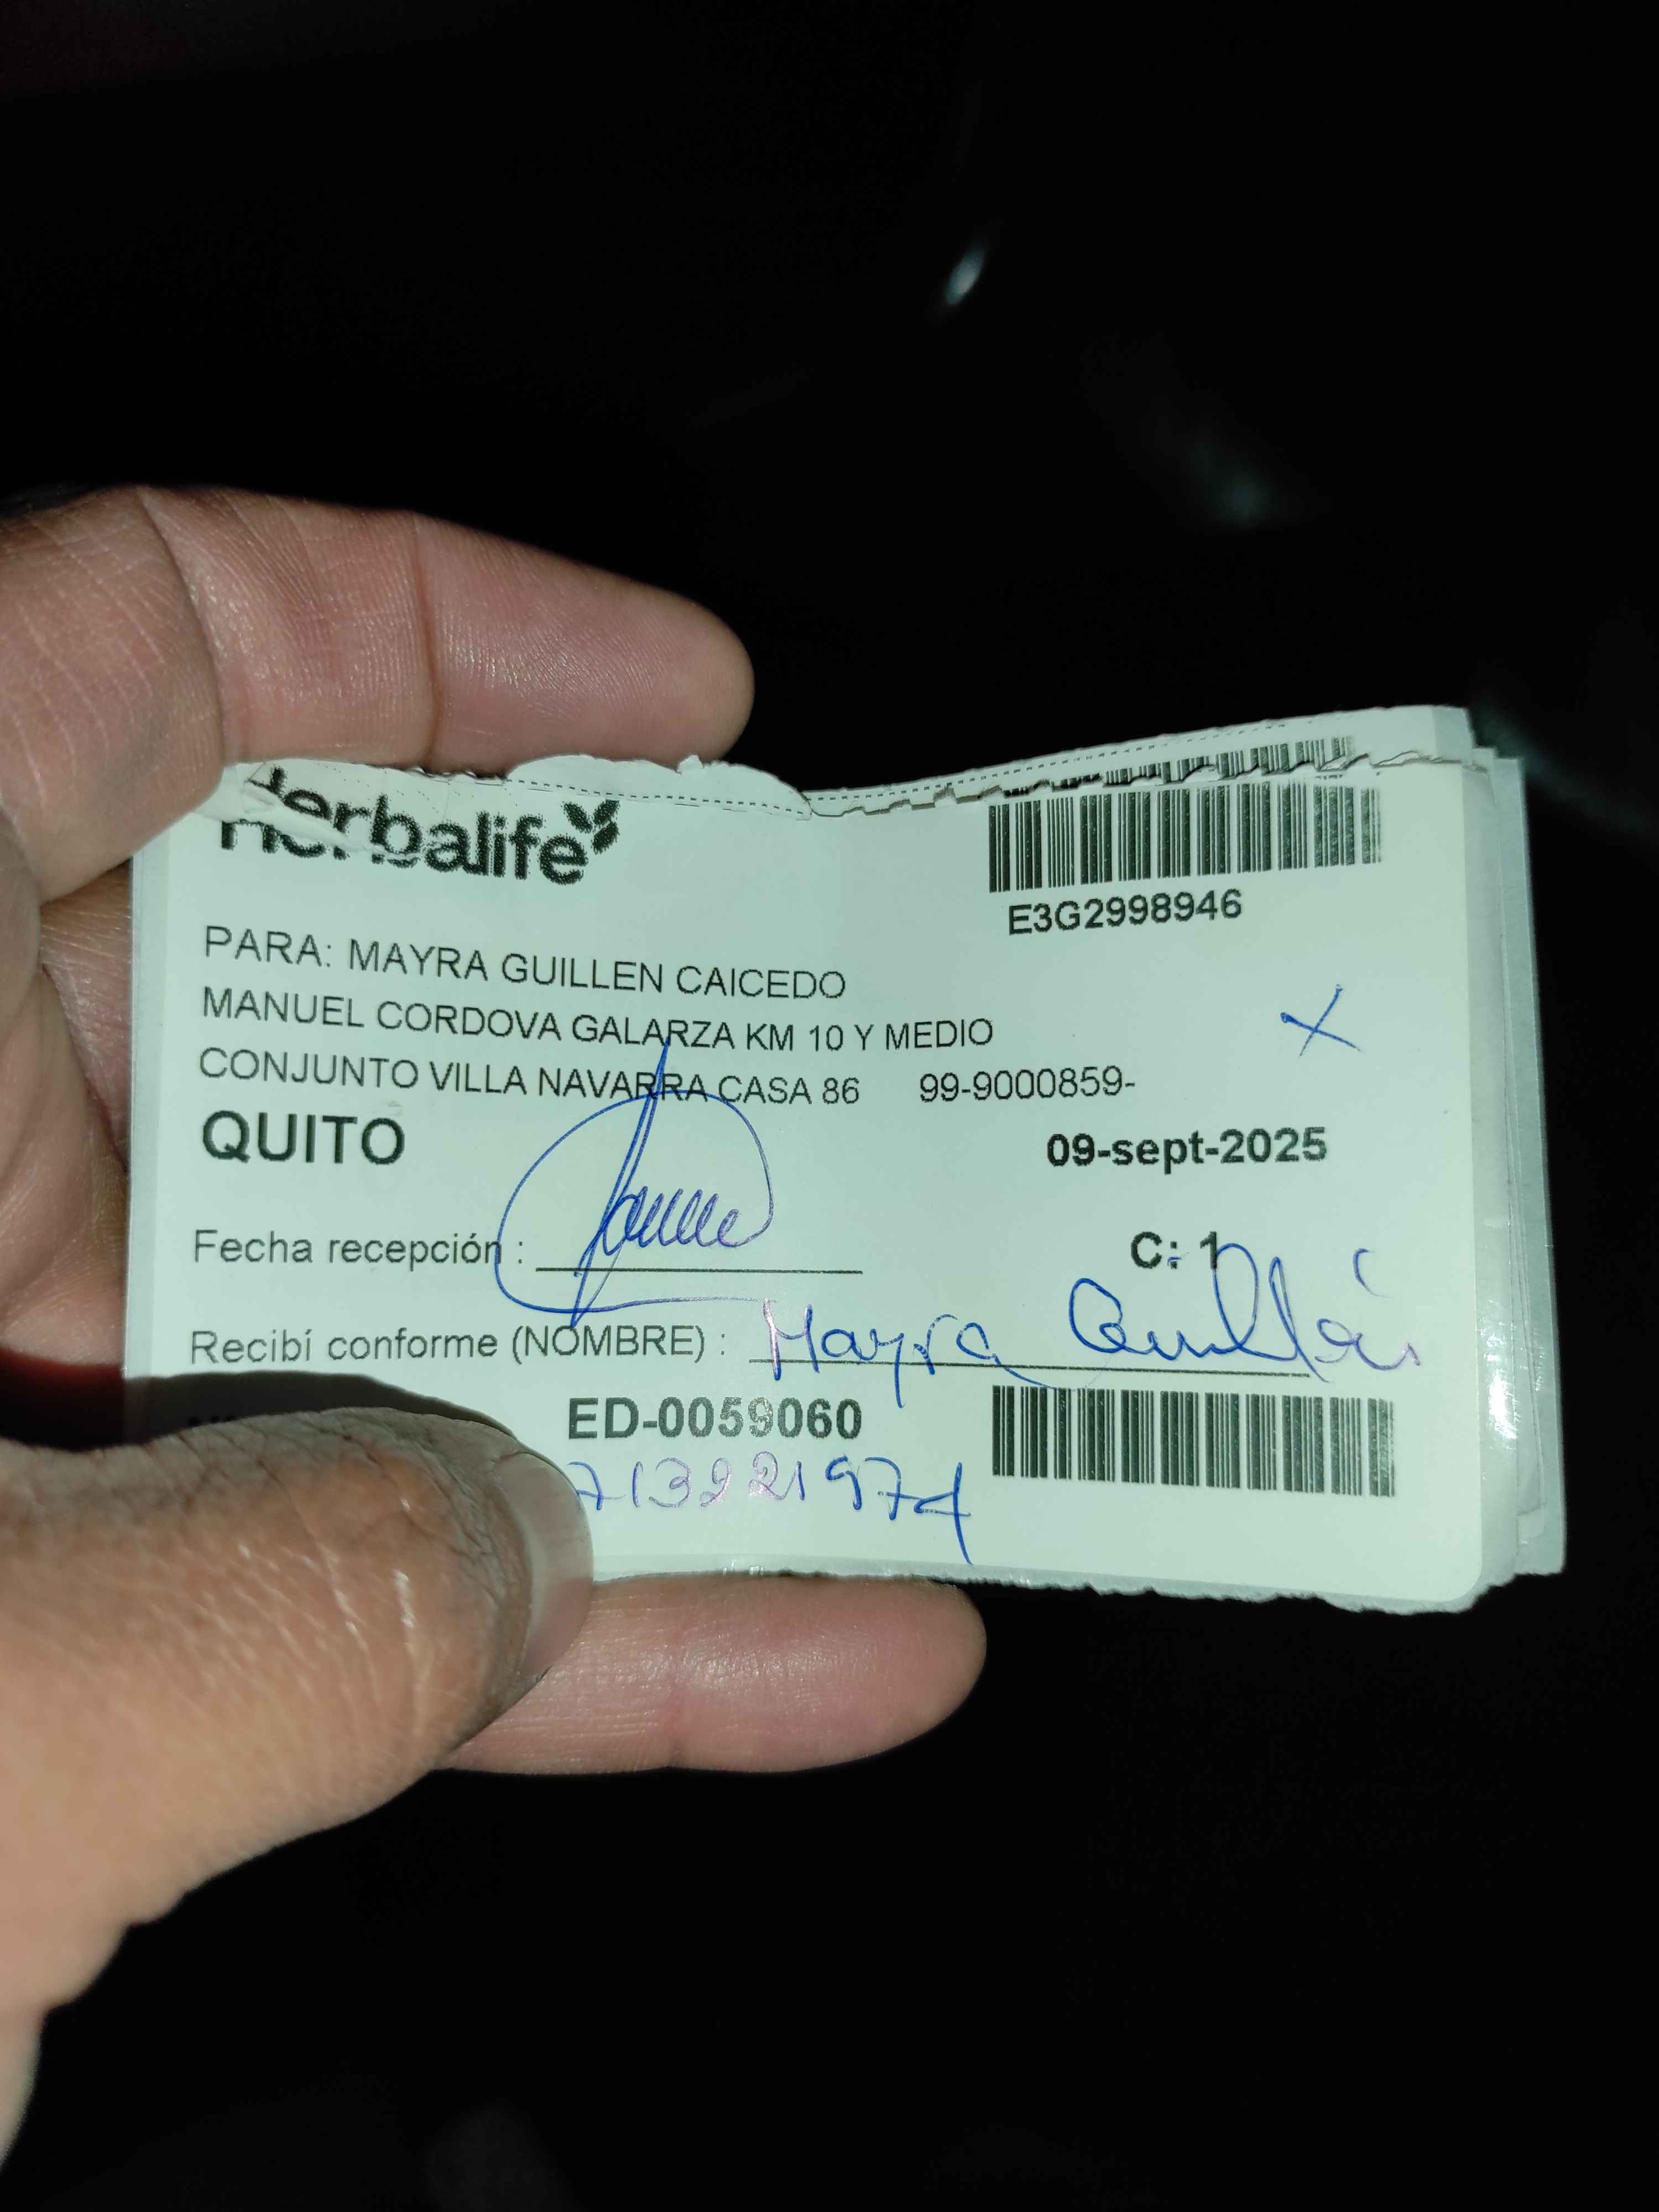 Herbalife
E3G2998946
PARA: MAYRA GUILLEN CAICEDO
MANUEL CORDOVA GALARZA KM 10 Y MEDIO
CONJUNTO VILLA NAVARRA CASA 86 99-9000859-
QUITO 09-sept-2025
Fecha recepción :
C: 1
Recibí conforme (NOMBRE) : Mayra Guillén
ED-0059060
713221974